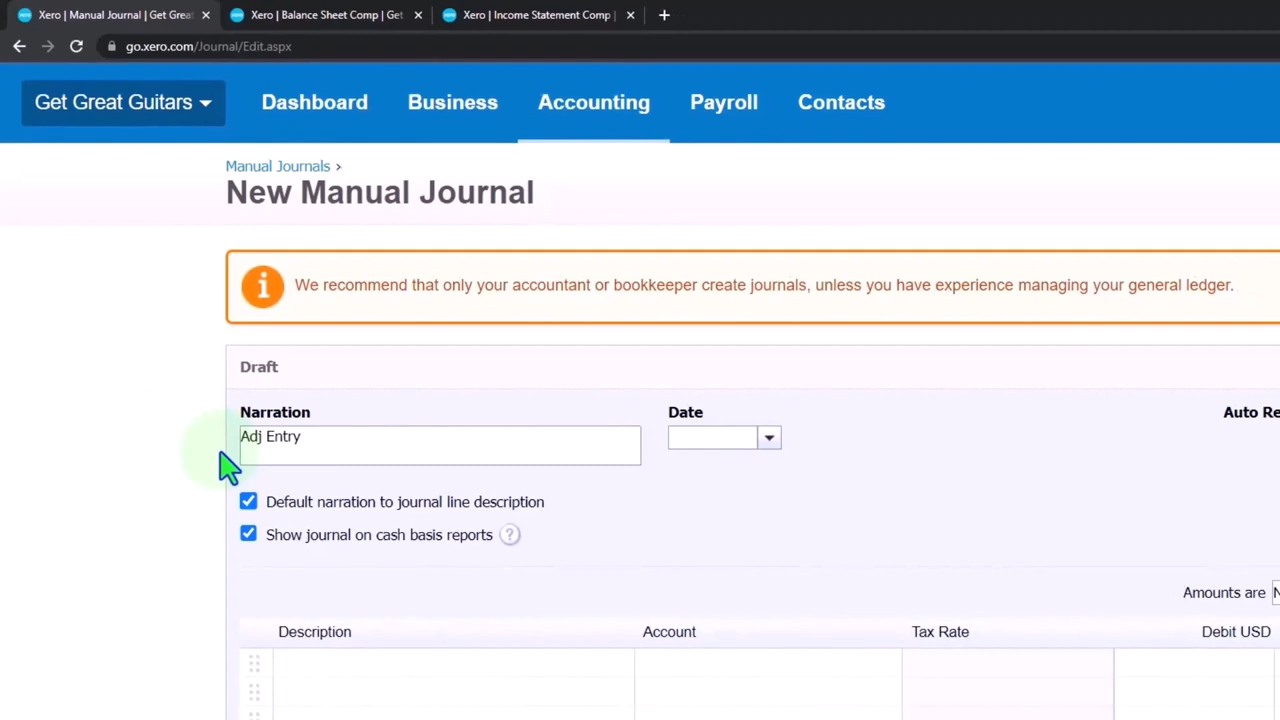 Xero | Manual Journal | Get Grea
Xero | Balance Sheet Comp | Get
Xero | Income Statement Comp |
go.xero.com/Journal/Edit.aspx
Get Great Guitars
Dashboard
Business
Accounting
Payroll
Contacts
Manual Journals ›
New Manual Journal
We recommend that only your accountant or bookkeeper create journals, unless you have experience managing your general ledger.
Draft
Narration
Date
Auto Re
Adj Entry
Default narration to journal line description
Show journal on cash basis reports ?
Amounts are N
Description
Account
Tax Rate
Debit USD